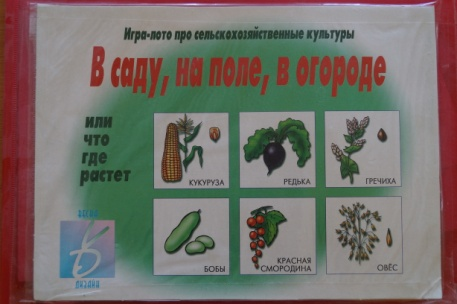 Игра-лото про сельскохозяйственные культуры
В саду, на поле, в огороде
или
что
где
растет
КУКУРУЗА
РЕДЬКА
ГРЕЧИХА
БОБЫ
КРАСНАЯ
СМОРОДИНА
ОВЁС